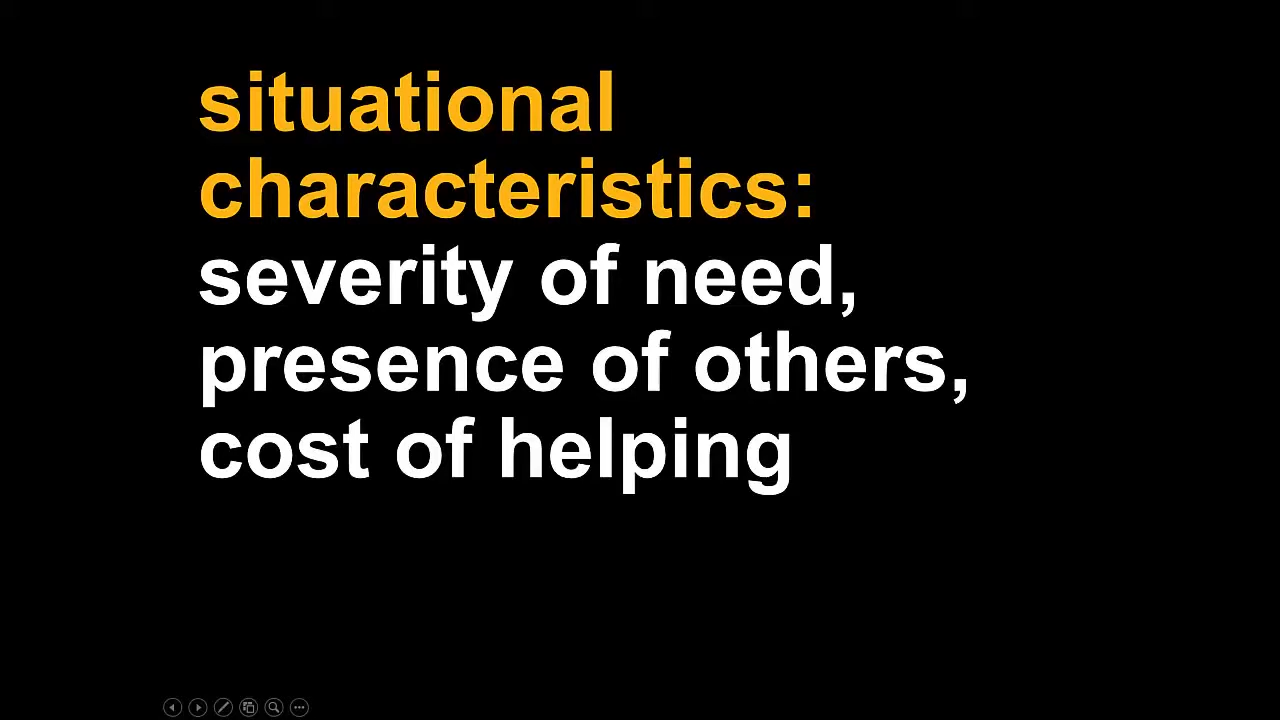 situational
characteristics:
severity of need,
presence of others,
cost of helping